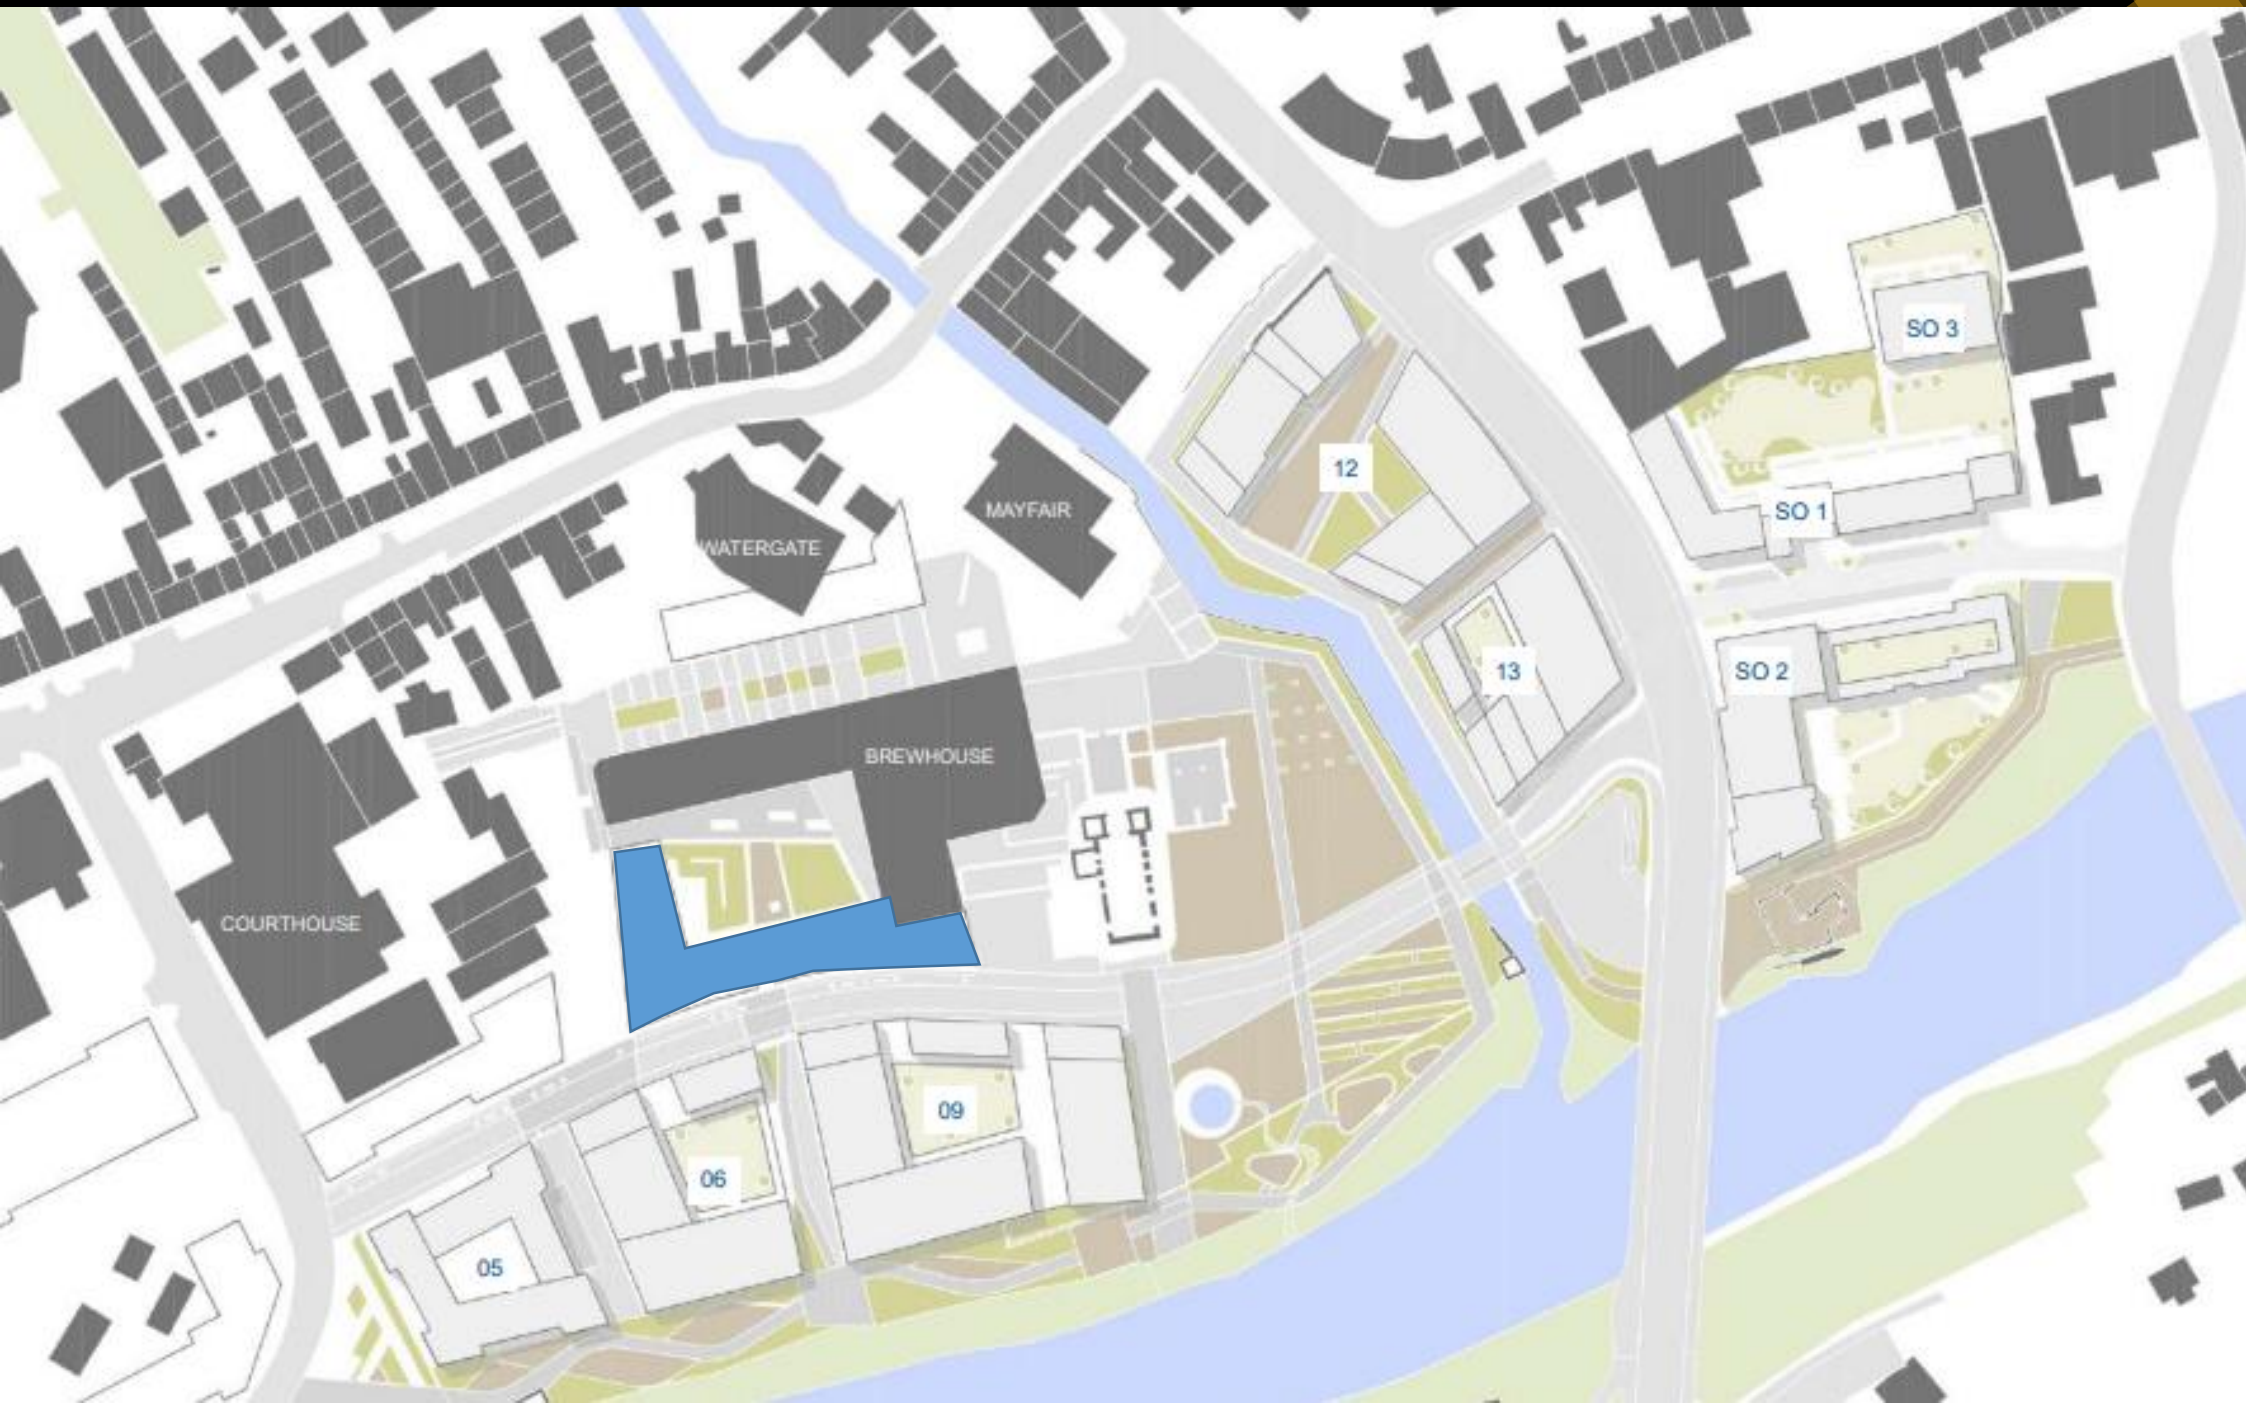 SO 3
12
MAYFAIR
SO 1
WATERGATE
13
SO 2
BREWHOUSE
COURTHOUSE
09
06
05